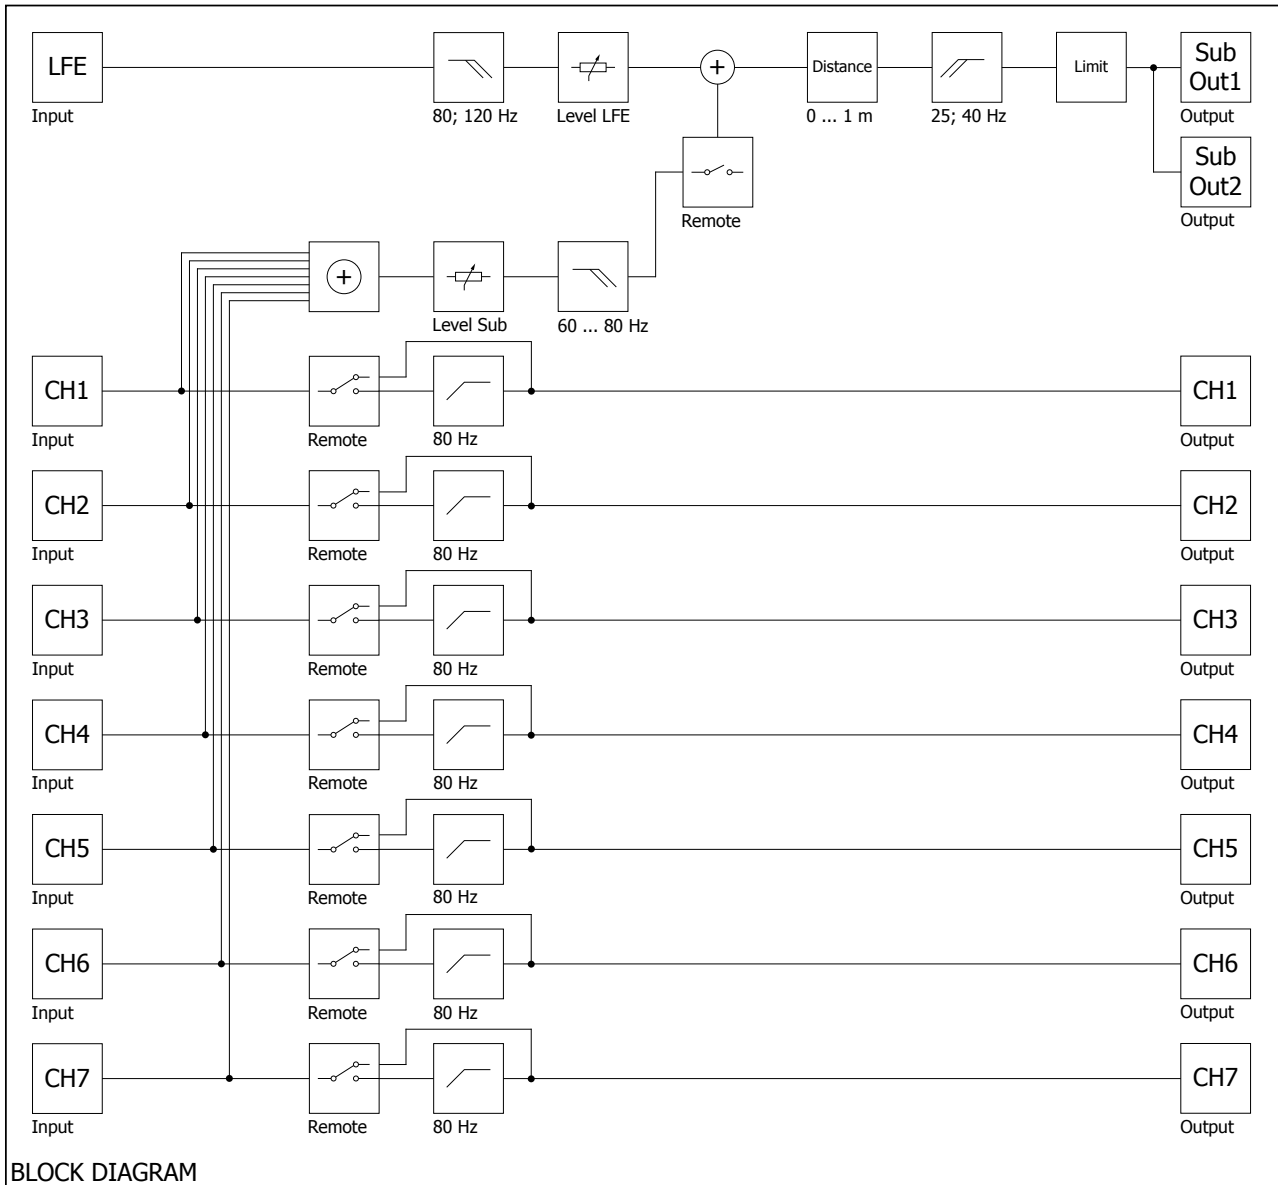 LFE
Input
80; 120 Hz
Level LFE
+
Distance
0 ... 1 m
25; 40 Hz
Limit
Sub
Out1
Output
Sub
Out2
Output
Remote
+
Level Sub
60 ... 80 Hz
CH1
Input
Remote
80 Hz
CH1
Output
CH2
Input
Remote
80 Hz
CH2
Output
CH3
Input
Remote
80 Hz
CH3
Output
CH4
Input
Remote
80 Hz
CH4
Output
CH5
Input
Remote
80 Hz
CH5
Output
CH6
Input
Remote
80 Hz
CH6
Output
CH7
Input
Remote
80 Hz
CH7
Output
BLOCK DIAGRAM